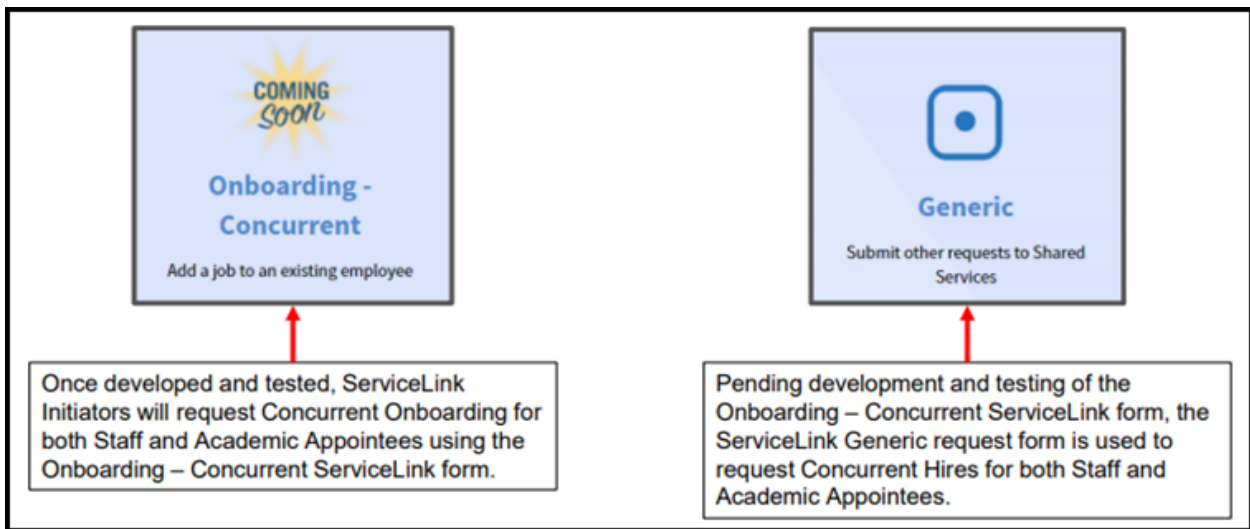 COMING
Soon
Onboarding -
Concurrent
Add a job to an existing employee
Generic
Submit other requests to Shared
Services
Once developed and tested, ServiceLink
Initiators will request Concurrent Onboarding for
both Staff and Academic Appointees using the
Onboarding – Concurrent ServiceLink form.
Pending development and testing of the
Onboarding – Concurrent ServiceLink form, the
ServiceLink Generic request form is used to
request Concurrent Hires for both Staff and
Academic Appointees.